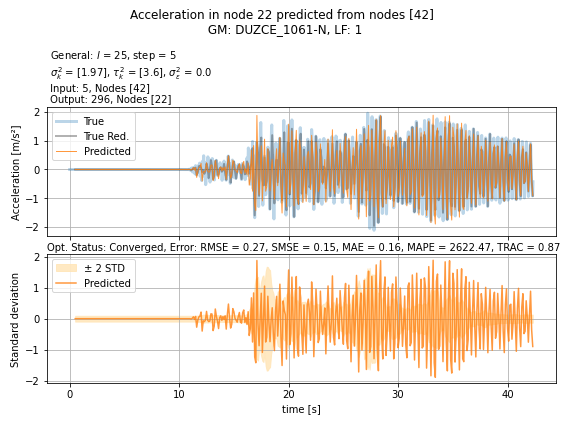 Acceleration in node 22 predicted from nodes [42]
GM: DUZCE_1061-N, LF: 1
General: l = 25, step = 5
σ²ₖ = [1.97], τ²ₖ = [3.6], σ²ε = 0.0
Input: 5, Nodes [42]
Output: 296, Nodes [22]
True
True Red.
Predicted
Acceleration [m/s²]
2
1
0
−1
−2
Opt. Status: Converged, Error: RMSE = 0.27, SMSE = 0.15, MAE = 0.16, MAPE = 2622.47, TRAC = 0.87
± 2 STD
Predicted
Standard deviation
2
1
0
−1
−2
0 10 20 30 40
time [s]